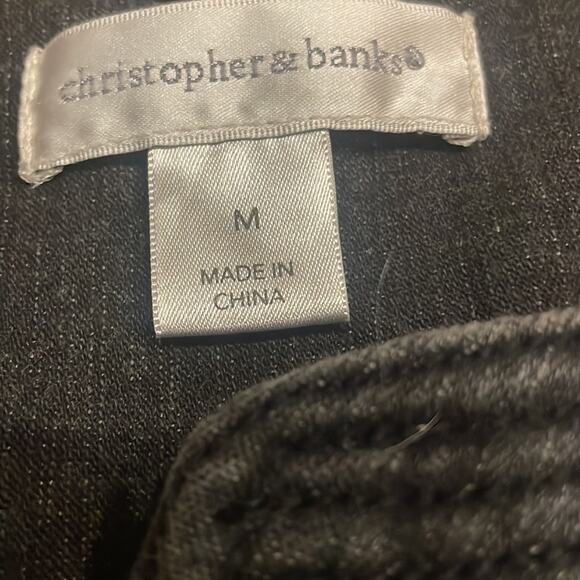 christopher & banks®
M
MADE IN
CHINA